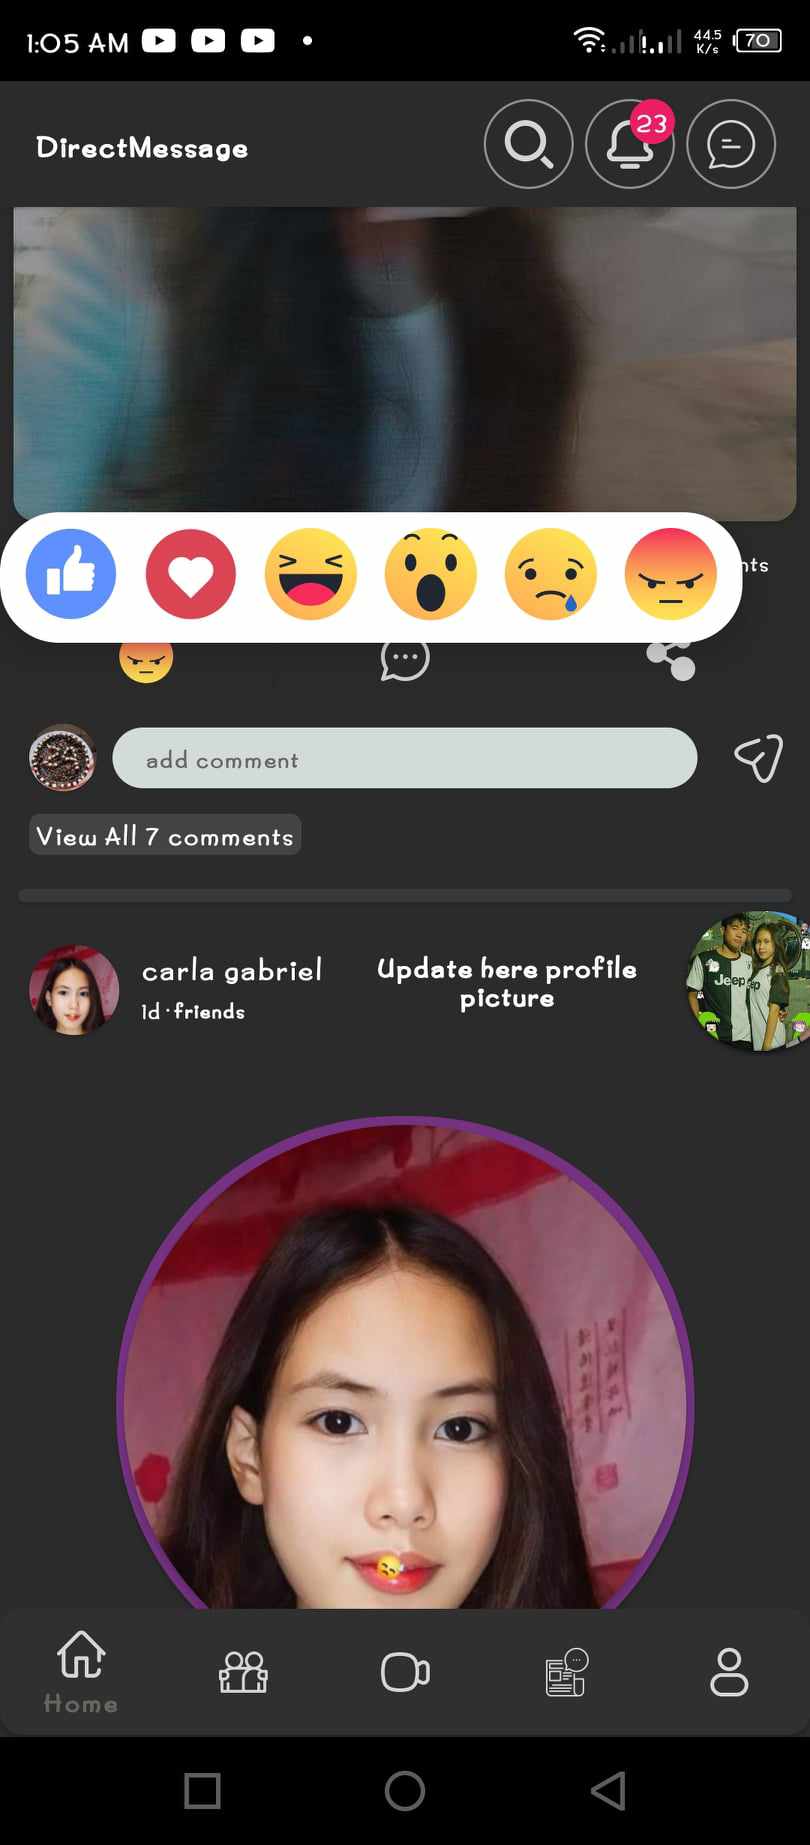 1:05 AM
44.5
K/s
70
DirectMessage
23
nts
add comment
View All 7 comments
carla gabriel
Update here profile
picture
1d · friends
Jeep
Home